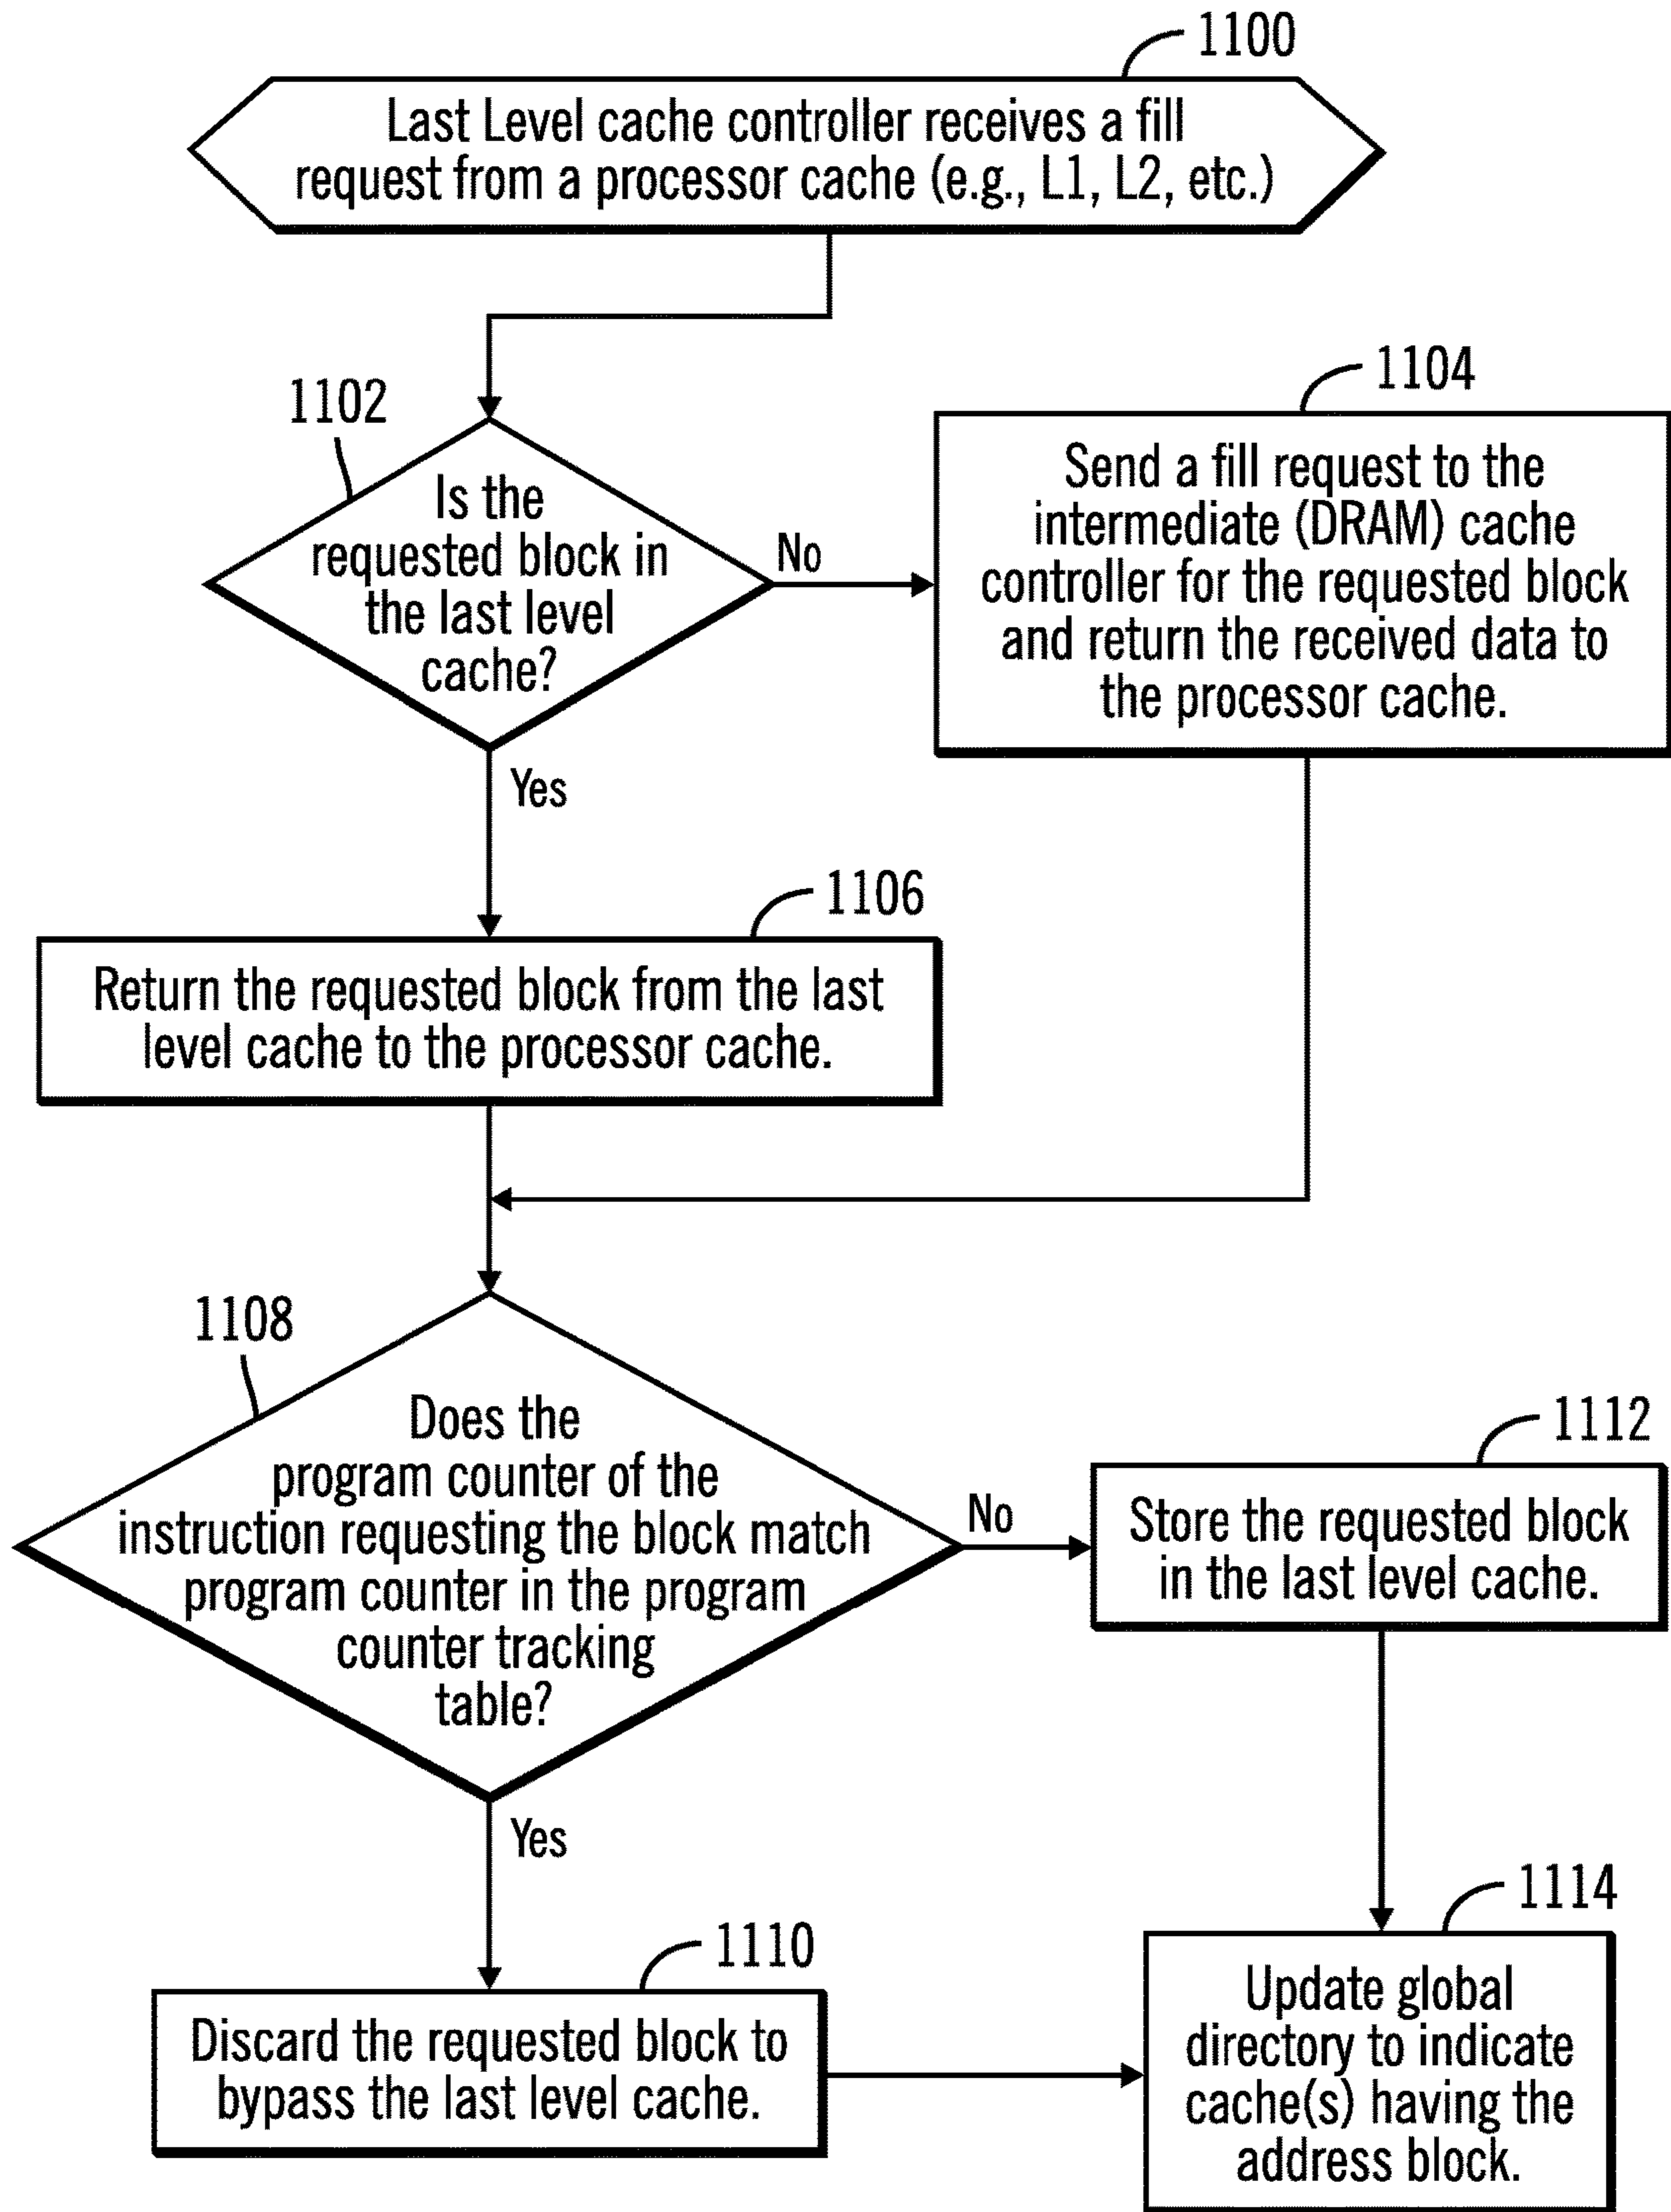 1100
Last Level cache controller receives a fill
request from a processor cache (e.g., L1, L2, etc.)
1102
Is the
requested block in
the last level
cache?
No
Yes
1104
Send a fill request to the
intermediate (DRAM) cache
controller for the requested block
and return the received data to
the processor cache.
1106
Return the requested block from the last
level cache to the processor cache.
1108
Does the
program counter of the
instruction requesting the block match
program counter in the program
counter tracking
table?
No
Yes
1112
Store the requested block
in the last level cache.
1110
Discard the requested block to
bypass the last level cache.
1114
Update global
directory to indicate
cache(s) having the
address block.